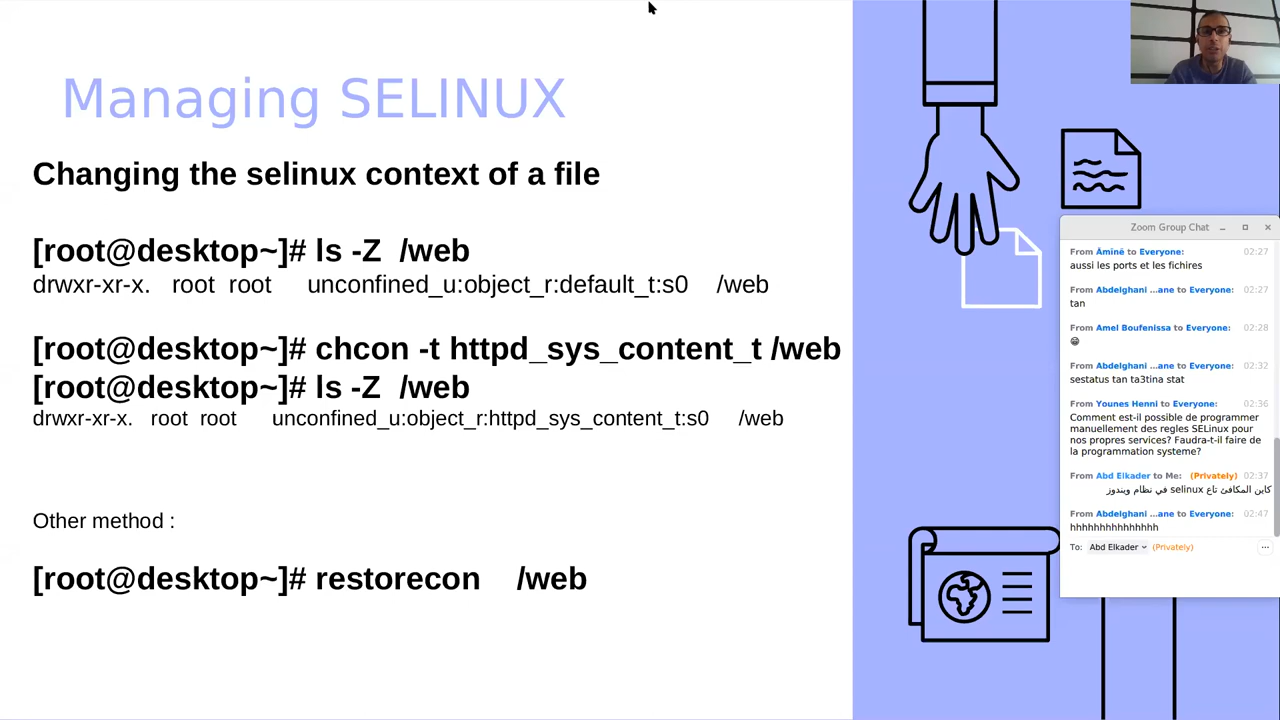 Managing SELINUX
Changing the selinux context of a file
[root@desktop~]# ls -Z /web
drwxr-xr-x. root root unconfined_u:object_r:default_t:s0 /web
[root@desktop~]# chcon -t httpd_sys_content_t /web
[root@desktop~]# ls -Z /web
drwxr-xr-x. root root unconfined_u:object_r:httpd_sys_content_t:s0 /web
Other method :
[root@desktop~]# restorecon /web
Zoom Group Chat
From Āmīnē to Everyone: 02:27
aussi les ports et les fichires
From Abdelghani ...ane to Everyone: 02:27
tan
From Amel Boufenissa to Everyone: 02:28
😁
From Abdelghani ...ane to Everyone: 02:32
sestatus tan ta3tina stat
From Younes Henni to Everyone: 02:36
Comment est-il possible de programmer
manuellement des regles SELinux pour
nos propres services? Faudra-t-il faire de
la programmation systeme?
From Abd Elkader to Me: (Privately) 02:37
كاين المكافئ تاع selinux في نظام ويندوز
From Abdelghani ...ane to Everyone: 02:47
hhhhhhhhhhhhhhh
To: Abd Elkader (Privately) ...